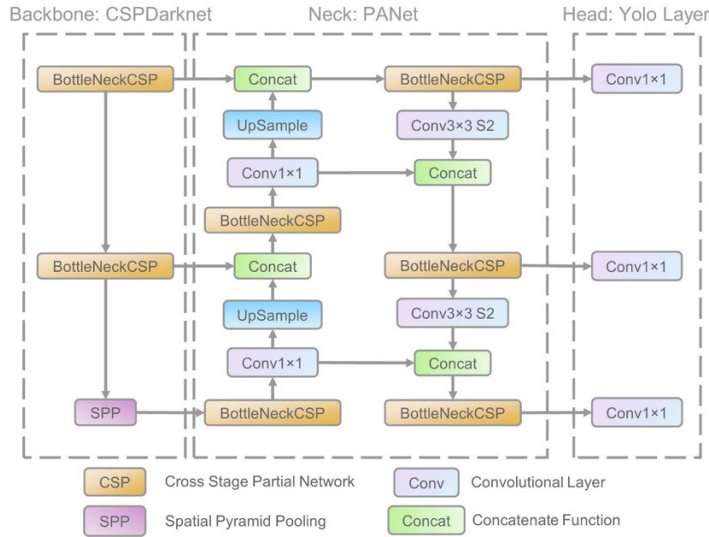 Backbone: CSPDarknet
Neck: PANet
Head: Yolo Layer
BottleNeckCSP
Concat
BottleNeckCSP
Conv1×1
UpSample
Conv3×3 S2
Conv1×1
Concat
BottleNeckCSP
BottleNeckCSP
Concat
BottleNeckCSP
Conv1×1
UpSample
Conv3×3 S2
Conv1×1
Concat
SPP
BottleNeckCSP
BottleNeckCSP
Conv1×1
CSP
Cross Stage Partial Network
Conv
Convolutional Layer
SPP
Spatial Pyramid Pooling
Concat
Concatenate Function